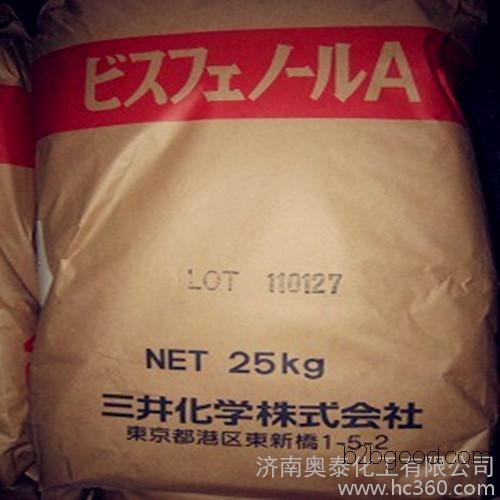 ビスフェノールA
LOT 110127
NET 25kg
三井化学株式会社
東京都港区東新橋1-5-2
b2bgood.com
济南奥泰化工有限公司
www.hc360.com